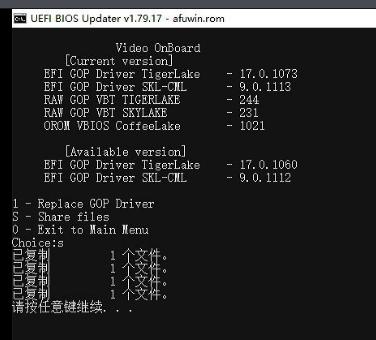 UEFI BIOS Updater v1.79.17 - afuwin.rom
Video OnBoard
[Current version]
EFI GOP Driver TigerLake - 17.0.1073
EFI GOP Driver SKL-CML - 9.0.1113
RAW GOP VBT TIGERLAKE - 244
RAW GOP VBT SKYLAKE - 231
OROM VBIOS CoffeeLake - 1021
[Available version]
EFI GOP Driver TigerLake - 17.0.1060
EFI GOP Driver SKL-CML - 9.0.1112
1 - Replace GOP Driver
S - Share files
0 - Exit to Main Menu
Choice:s
已复制 1 个文件。
已复制 1 个文件。
已复制 1 个文件。
已复制 1 个文件。
请按任意键继续. . .